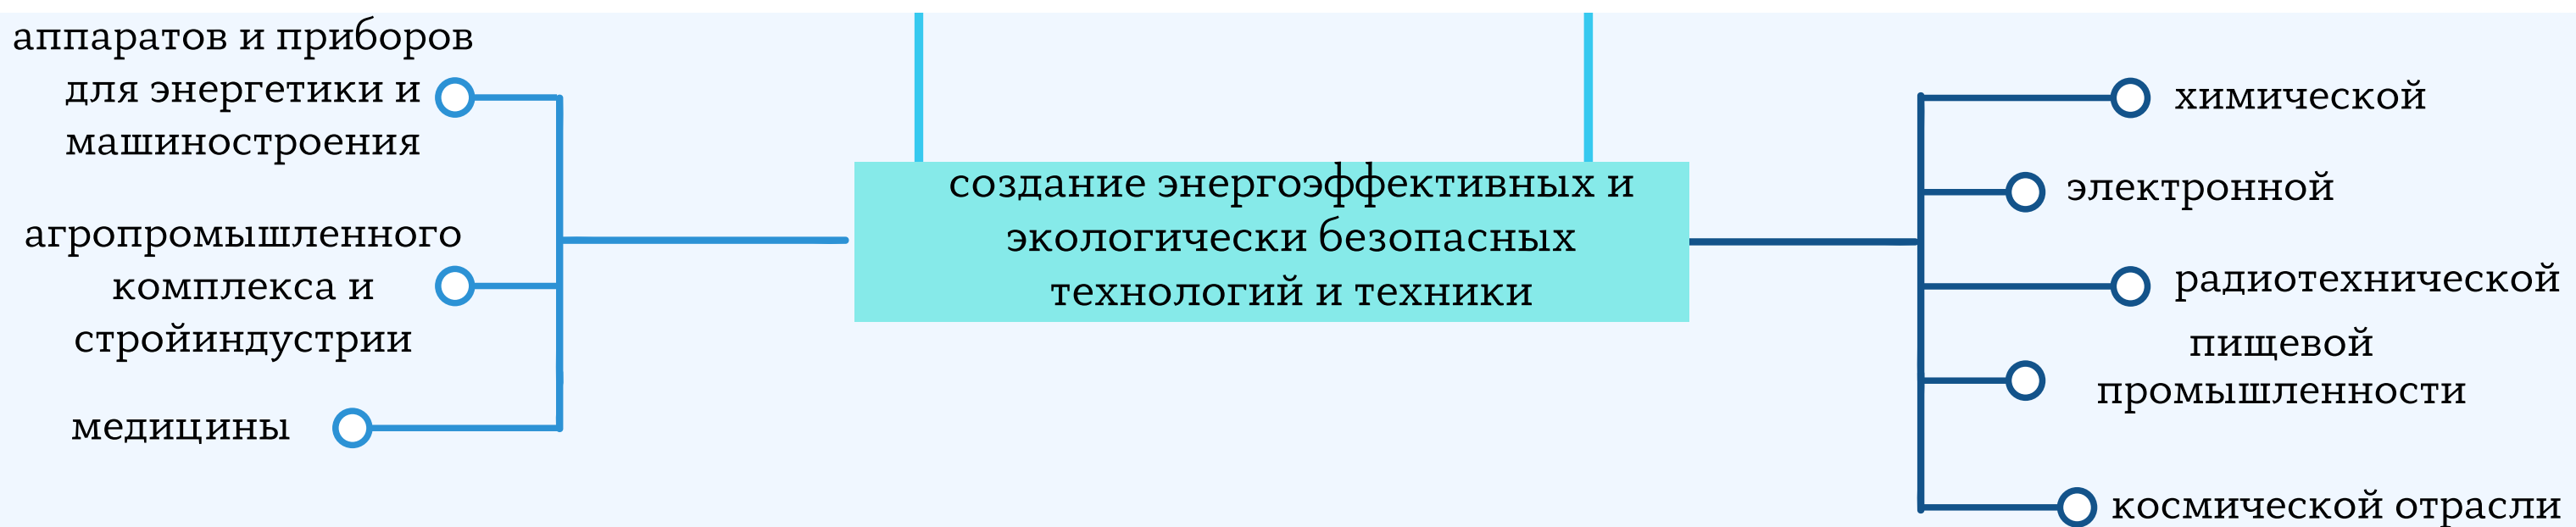 аппаратов и приборов
для энергетики и
машиностроения
агропромышленного
комплекса и
стройиндустрии
медицины
создание энергоэффективных и
экологически безопасных
технологий и техники
химической
электронной
радиотехнической
пищевой
промышленности
космической отрасли